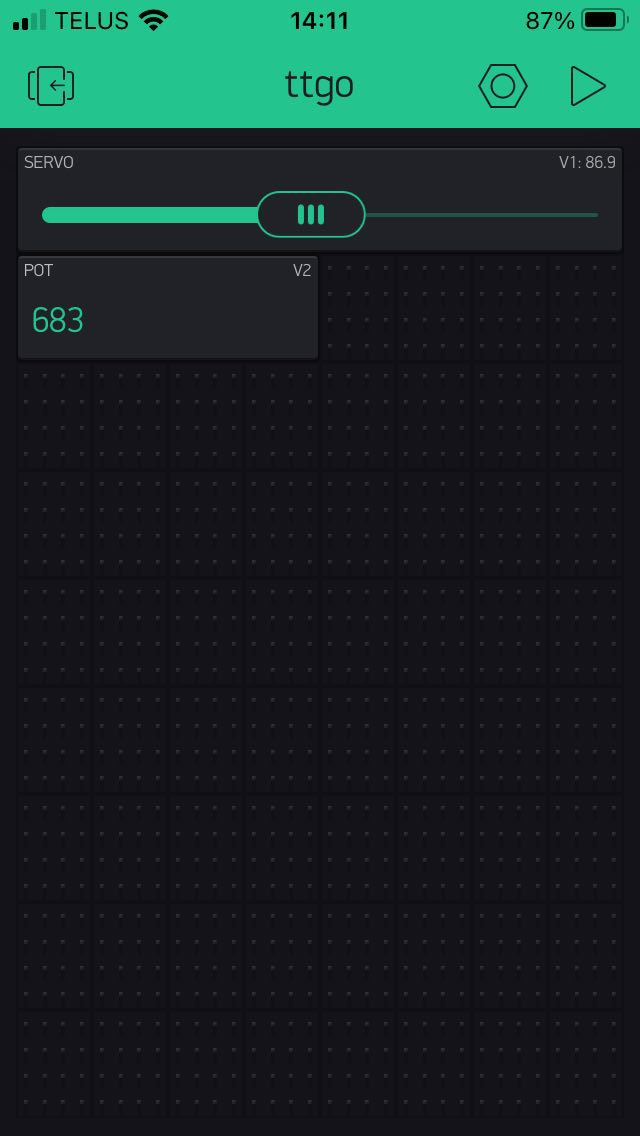 TELUS 14:11 87%
ttgo
SERVO V1: 86.9
POT V2
683